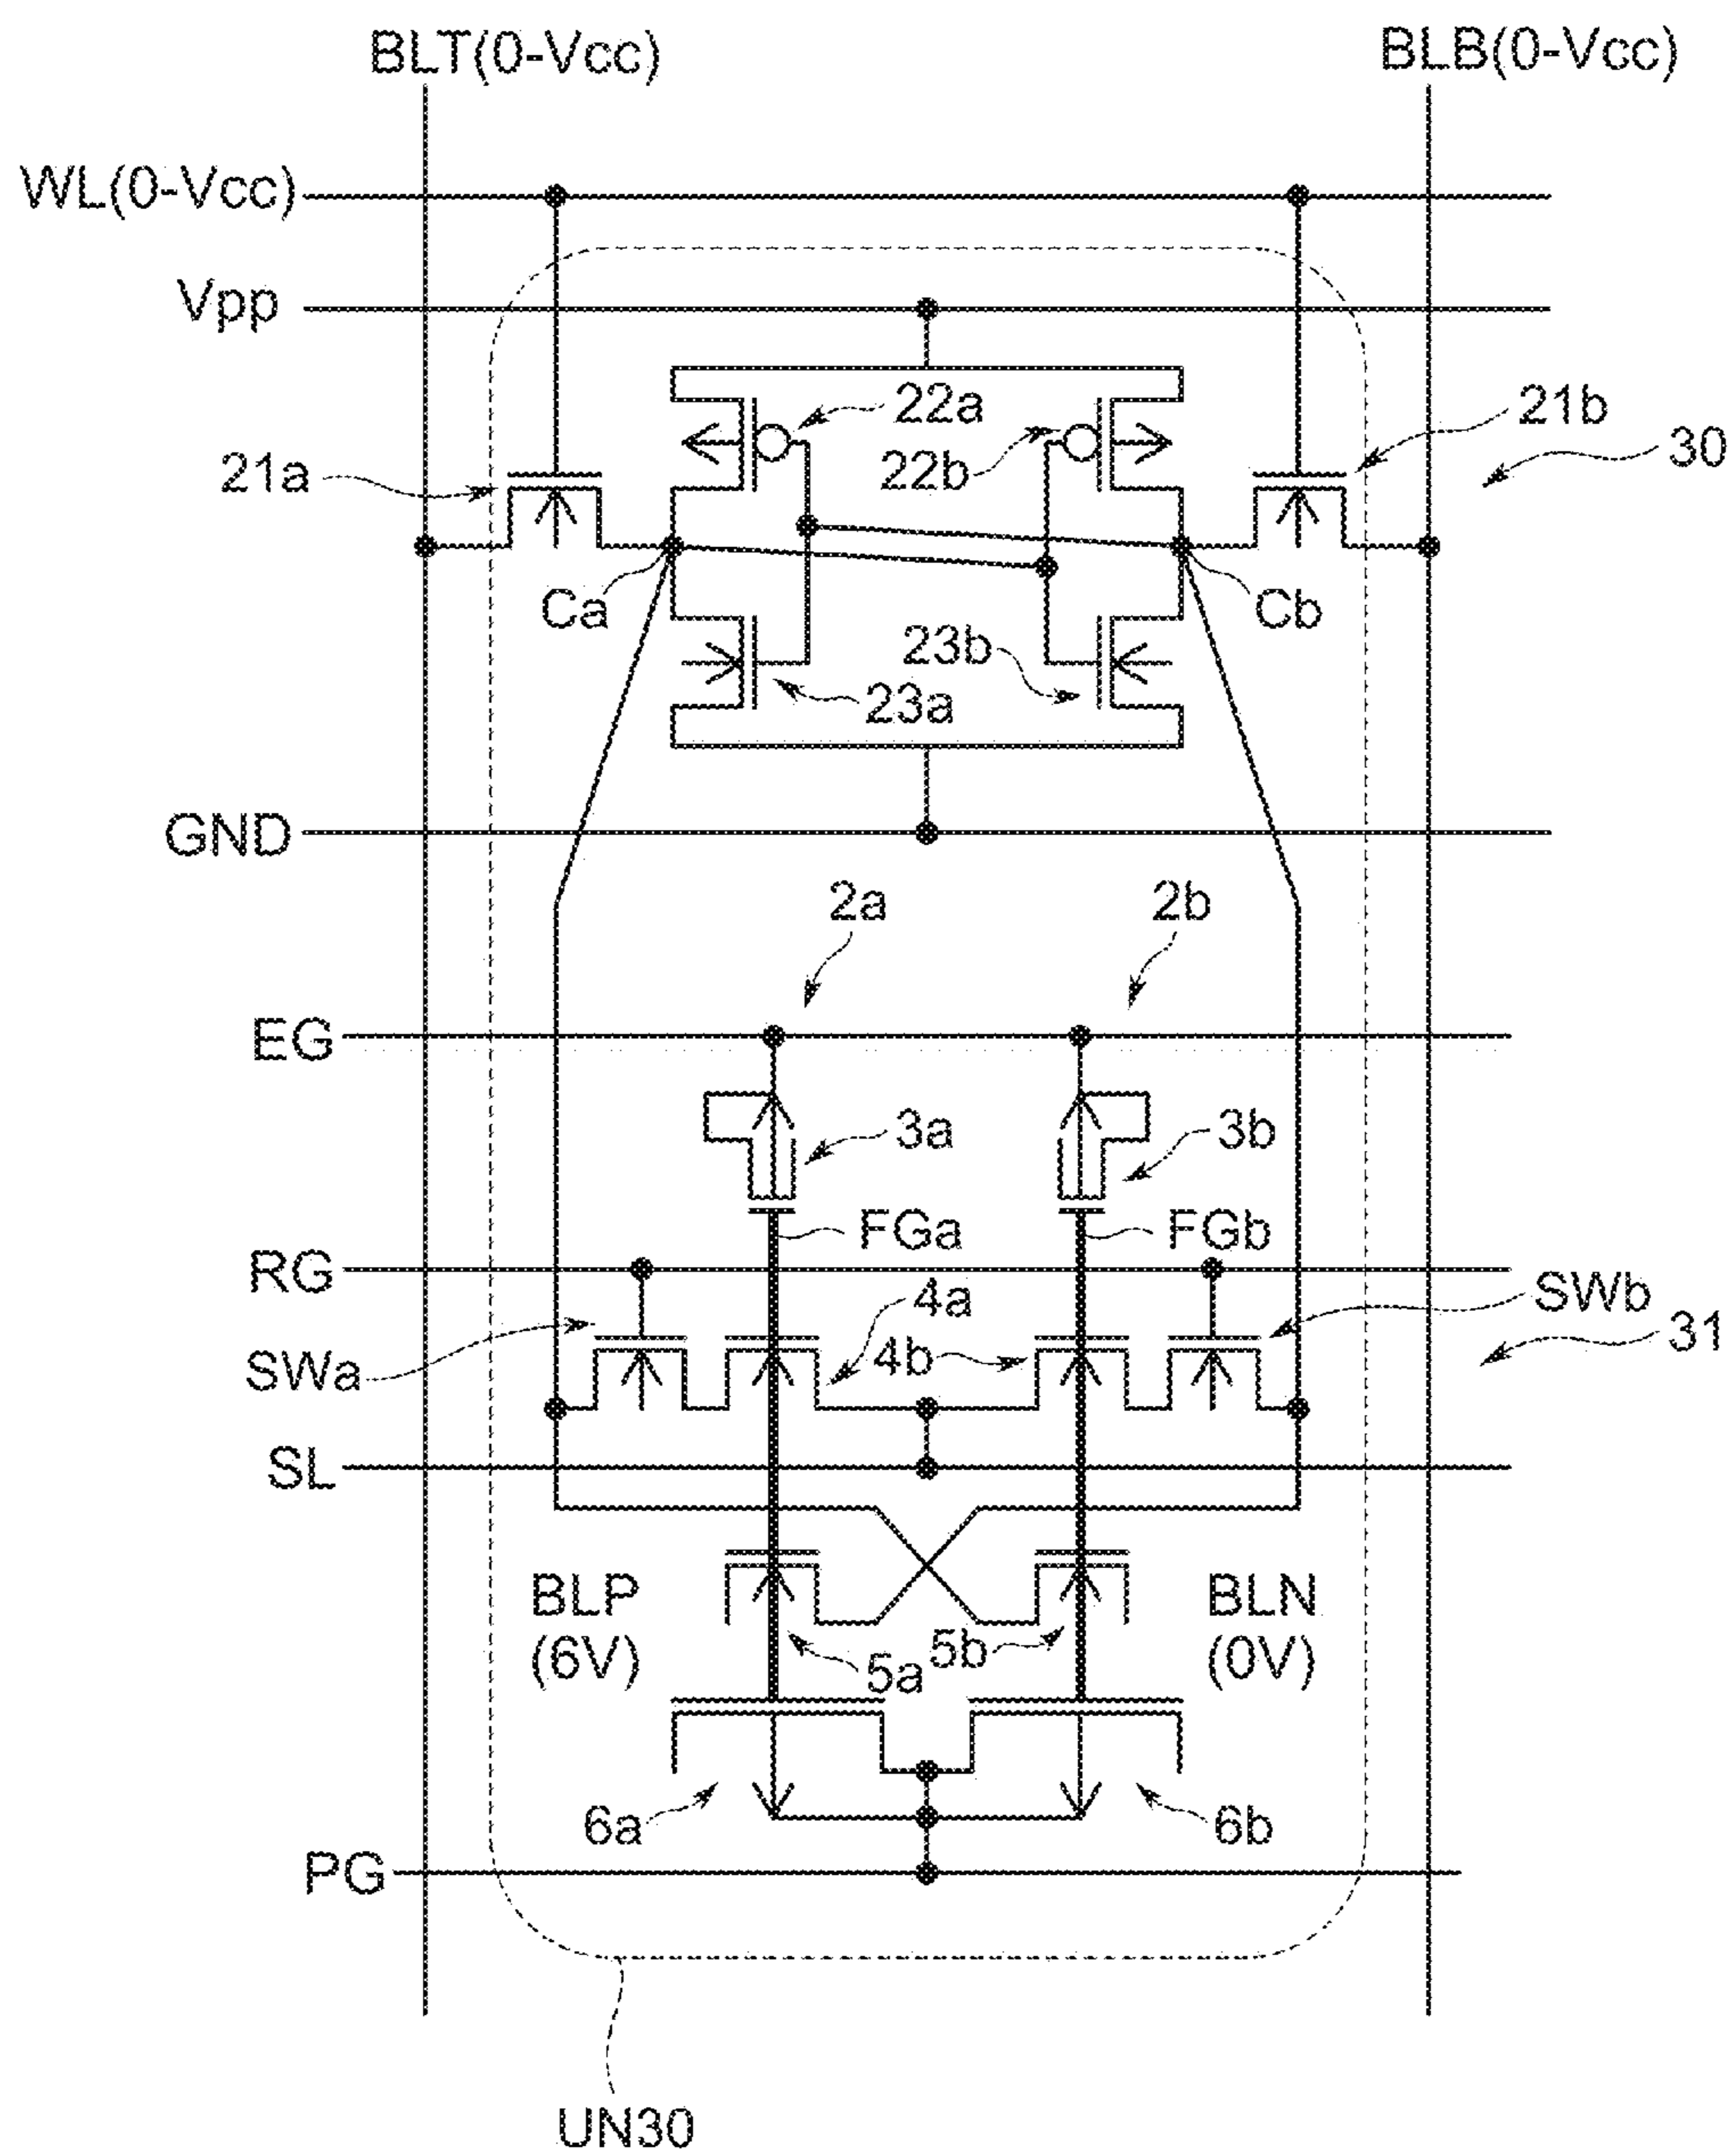 BLT(0-Vcc)
BLB(0-Vcc)
WL(0-Vcc)
Vpp
22a
21b
21a
22b
30
Ca
Cb
23b
23a
GND
2a
2b
EG
3a
3b
FGa
FGb
RG
4a
SWb
SWa
4b
31
SL
BLP
(6V)
BLN
(0V)
5a
5b
6a
6b
PG
UN30